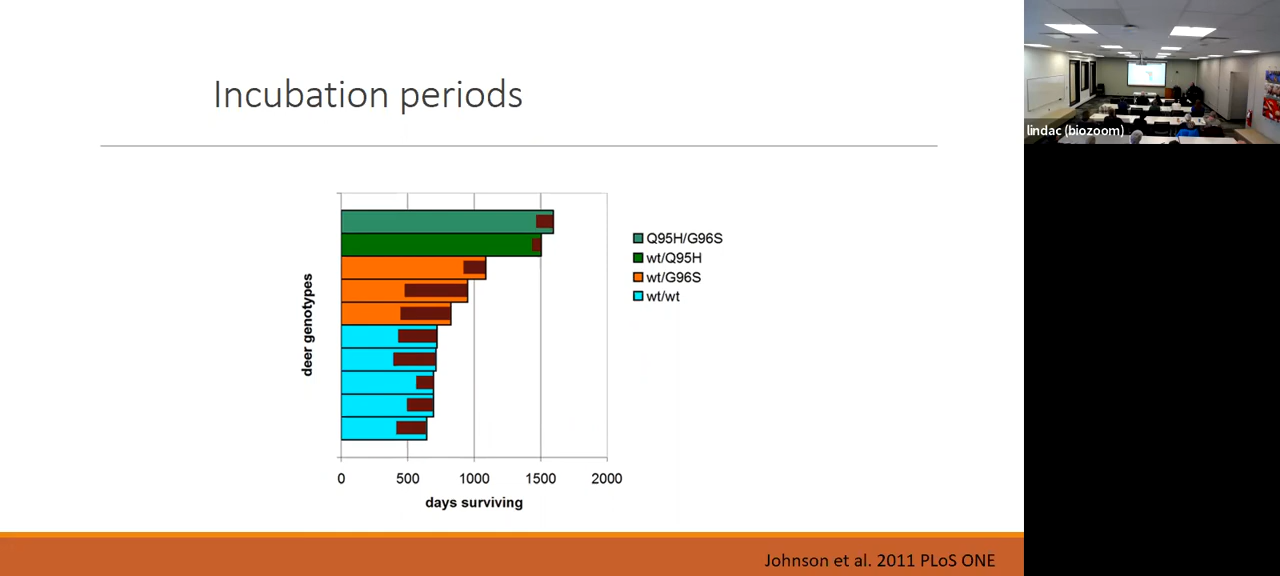 Incubation periods
lindac (biozoom)
Q95H/G96S
wt/Q95H
wt/G96S
wt/wt
deer genotypes
0 500 1000 1500 2000
days surviving
Johnson et al. 2011 PLoS ONE